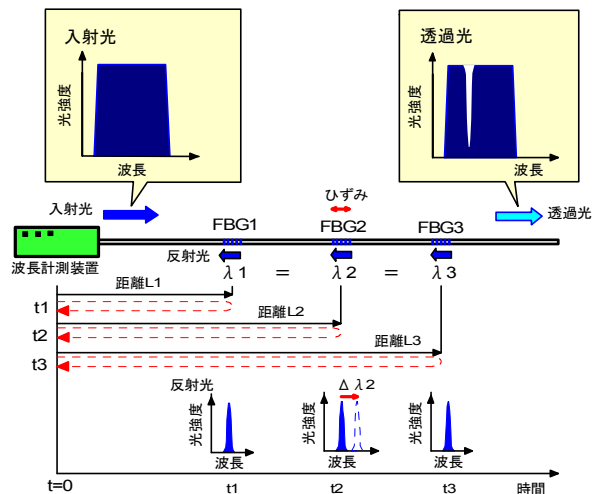 入射光
光強度
波長
透過光
光強度
波長
入射光
ひずみ
透過光
FBG1
FBG2
FBG3
反射光
波長計測装置
λ1 = λ2 = λ3
距離L1
t1
距離L2
t2
距離L3
t3
反射光
Δλ2
光強度
波長
光強度
波長
光強度
波長
t=0
t1
t2
t3
時間